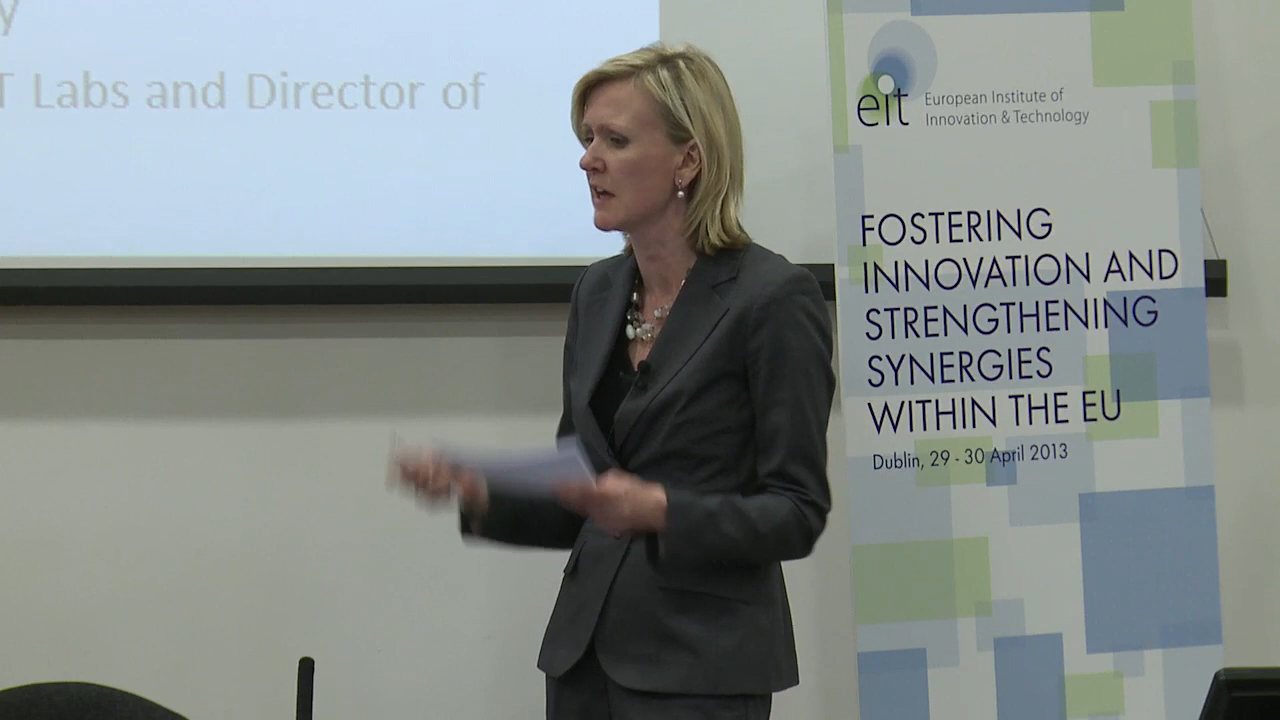 y
T Labs and Director of
eit
European Institute of
Innovation & Technology
FOSTERING
INNOVATION AND
STRENGTHENING
SYNERGIES
WITHIN THE EU
Dublin, 29 - 30 April 2013